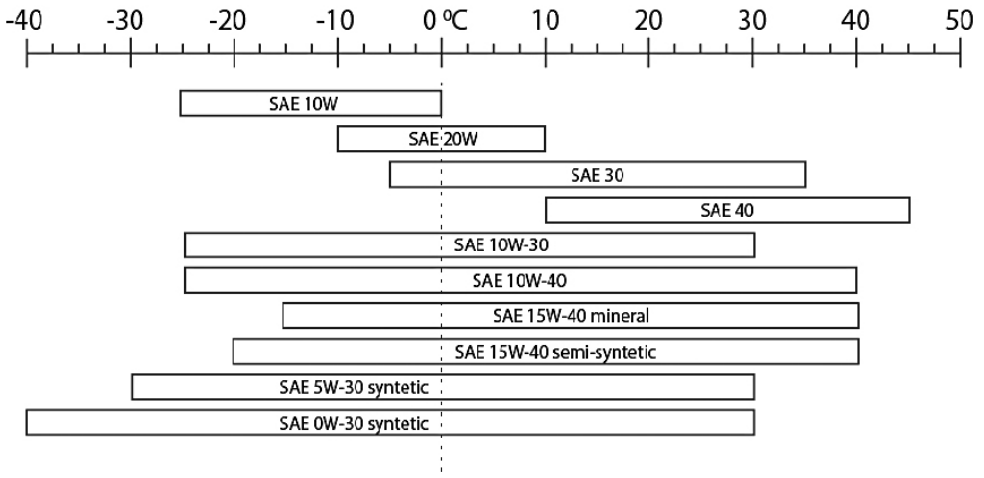 -40 -30 -20 -10 0 ºC 10 20 30 40 50
SAE 10W
SAE 20W
SAE 30
SAE 40
SAE 10W-30
SAE 10W-40
SAE 15W-40 mineral
SAE 15W-40 semi-syntetic
SAE 5W-30 syntetic
SAE 0W-30 syntetic